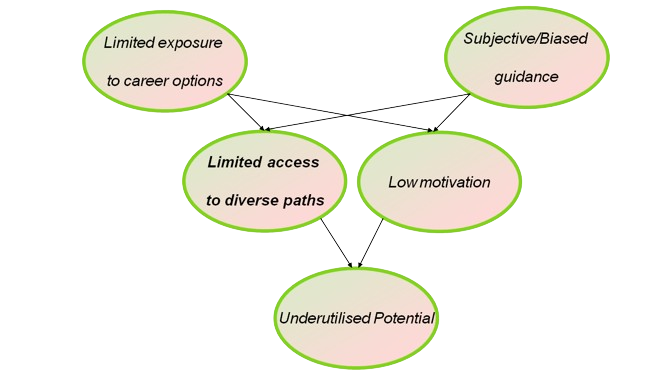 Limited exposure
to career options
Subjective/Biased
guidance
Limited access
to diverse paths
Low motivation
Underutilised Potential